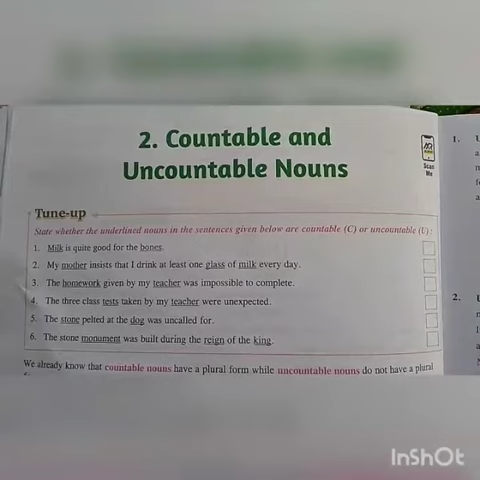 2. Countable and
Uncountable Nouns
Scan
Me
Tune-up
State whether the underlined nouns in the sentences given below are countable (C) or uncountable (U):
1. Milk is quite good for the bones.
2. My mother insists that I drink at least one glass of milk every day.
3. The homework given by my teacher was impossible to complete.
4. The three class tests taken by my teacher were unexpected.
5. The stone pelted at the dog was uncalled for.
6. The stone monument was built during the reign of the king.
We already know that countable nouns have a plural form while uncountable nouns do not have a plural
1.
2.
InShOt